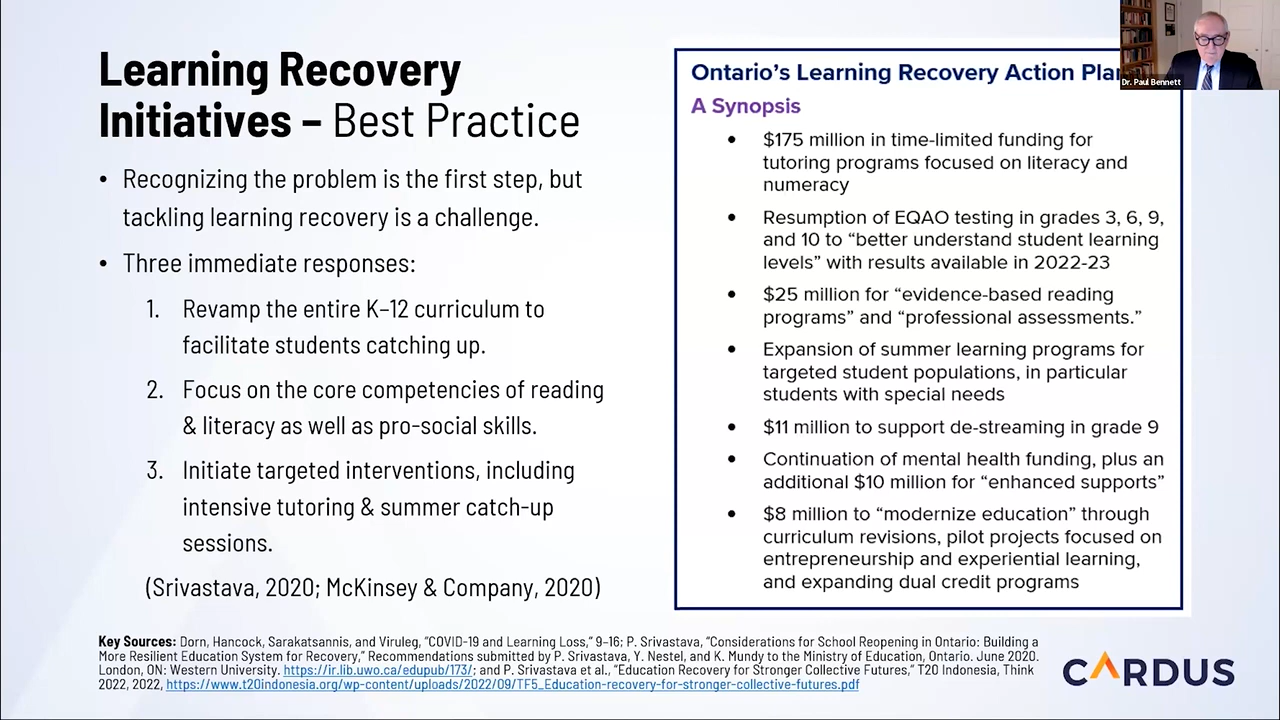 Learning Recovery
Initiatives – Best Practice
• Recognizing the problem is the first step, but
tackling learning recovery is a challenge.
• Three immediate responses:
1. Revamp the entire K–12 curriculum to
facilitate students catching up.
2. Focus on the core competencies of reading
& literacy as well as pro-social skills.
3. Initiate targeted interventions, including
intensive tutoring & summer catch-up
sessions.
(Srivastava, 2020; McKinsey & Company, 2020)
Ontario’s Learning Recovery Action Plan
A Synopsis
• $175 million in time-limited funding for
tutoring programs focused on literacy and
numeracy
• Resumption of EQAO testing in grades 3, 6, 9,
and 10 to “better understand student learning
levels” with results available in 2022-23
• $25 million for “evidence-based reading
programs” and “professional assessments.”
• Expansion of summer learning programs for
targeted student populations, in particular
students with special needs
• $11 million to support de-streaming in grade 9
• Continuation of mental health funding, plus an
additional $10 million for “enhanced supports”
• $8 million to “modernize education” through
curriculum revisions, pilot projects focused on
entrepreneurship and experiential learning,
and expanding dual credit programs
Dr. Paul Bennett
Key Sources: Dorn, Hancock, Sarakatsannis, and Viruleg, “COVID-19 and Learning Loss,” 9–16; P. Srivastava, “Considerations for School Reopening in Ontario: Building a
More Resilient Education System for Recovery,” Recommendations submitted by P. Srivastava, Y. Nestel, and K. Mundy to the Ministry of Education, Ontario. June 2020.
London, ON: Western University. https://ir.lib.uwo.ca/edupub/173/; and P. Srivastava et al., “Education Recovery for Stronger Collective Futures,” T20 Indonesia, Think
2022, 2022, https://www.t20indonesia.org/wp-content/uploads/2022/09/TF5_Education-recovery-for-stronger-collective-futures.pdf
CARDUS